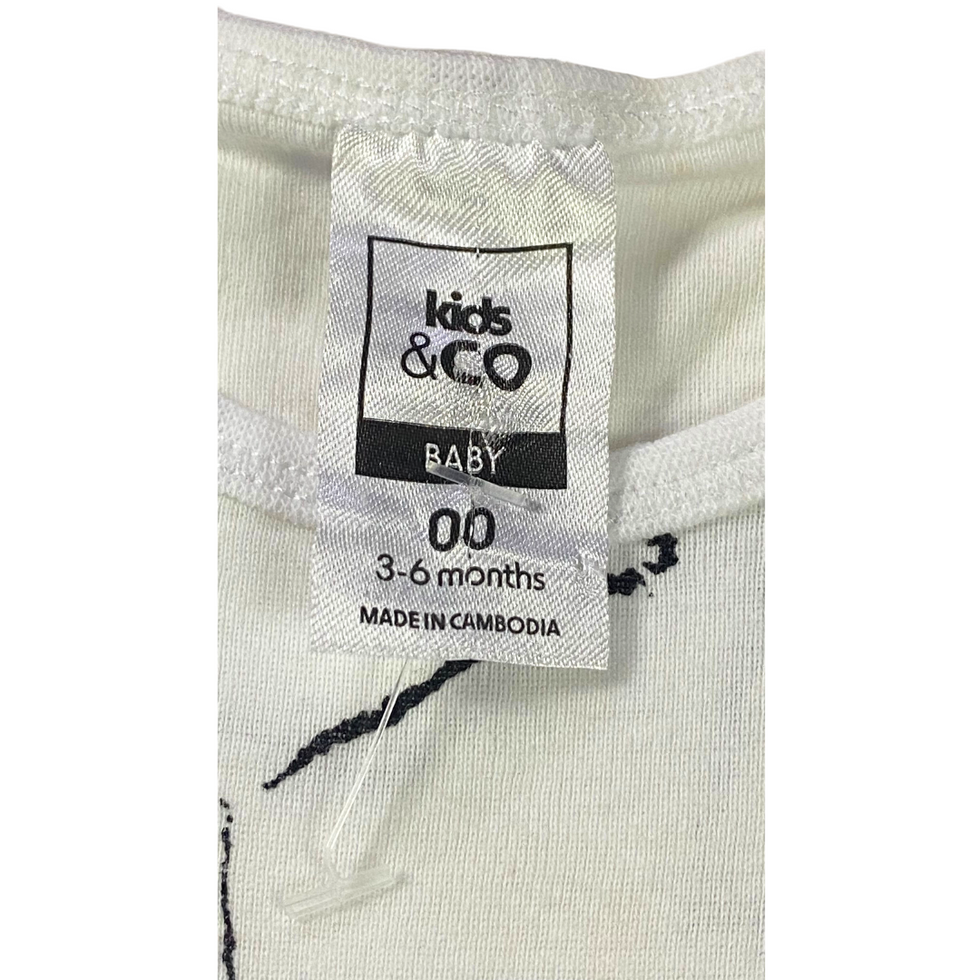 kids
&CO
BABY
00
3-6 months
MADE IN CAMBODIA